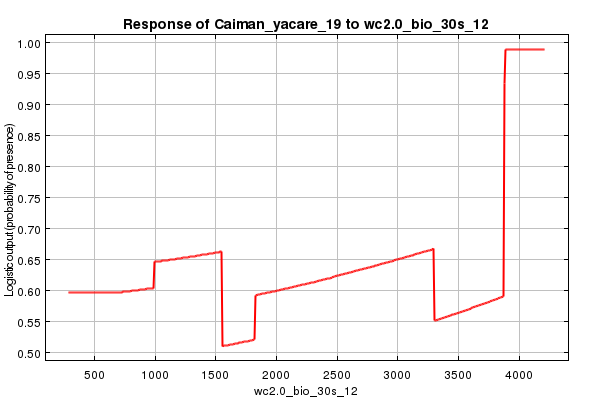 Response of Caiman_yacare_19 to wc2.0_bio_30s_12
Logistic output (probability of presence)
1.00
0.95
0.90
0.85
0.80
0.75
0.70
0.65
0.60
0.55
0.50
500 1000 1500 2000 2500 3000 3500 4000
wc2.0_bio_30s_12